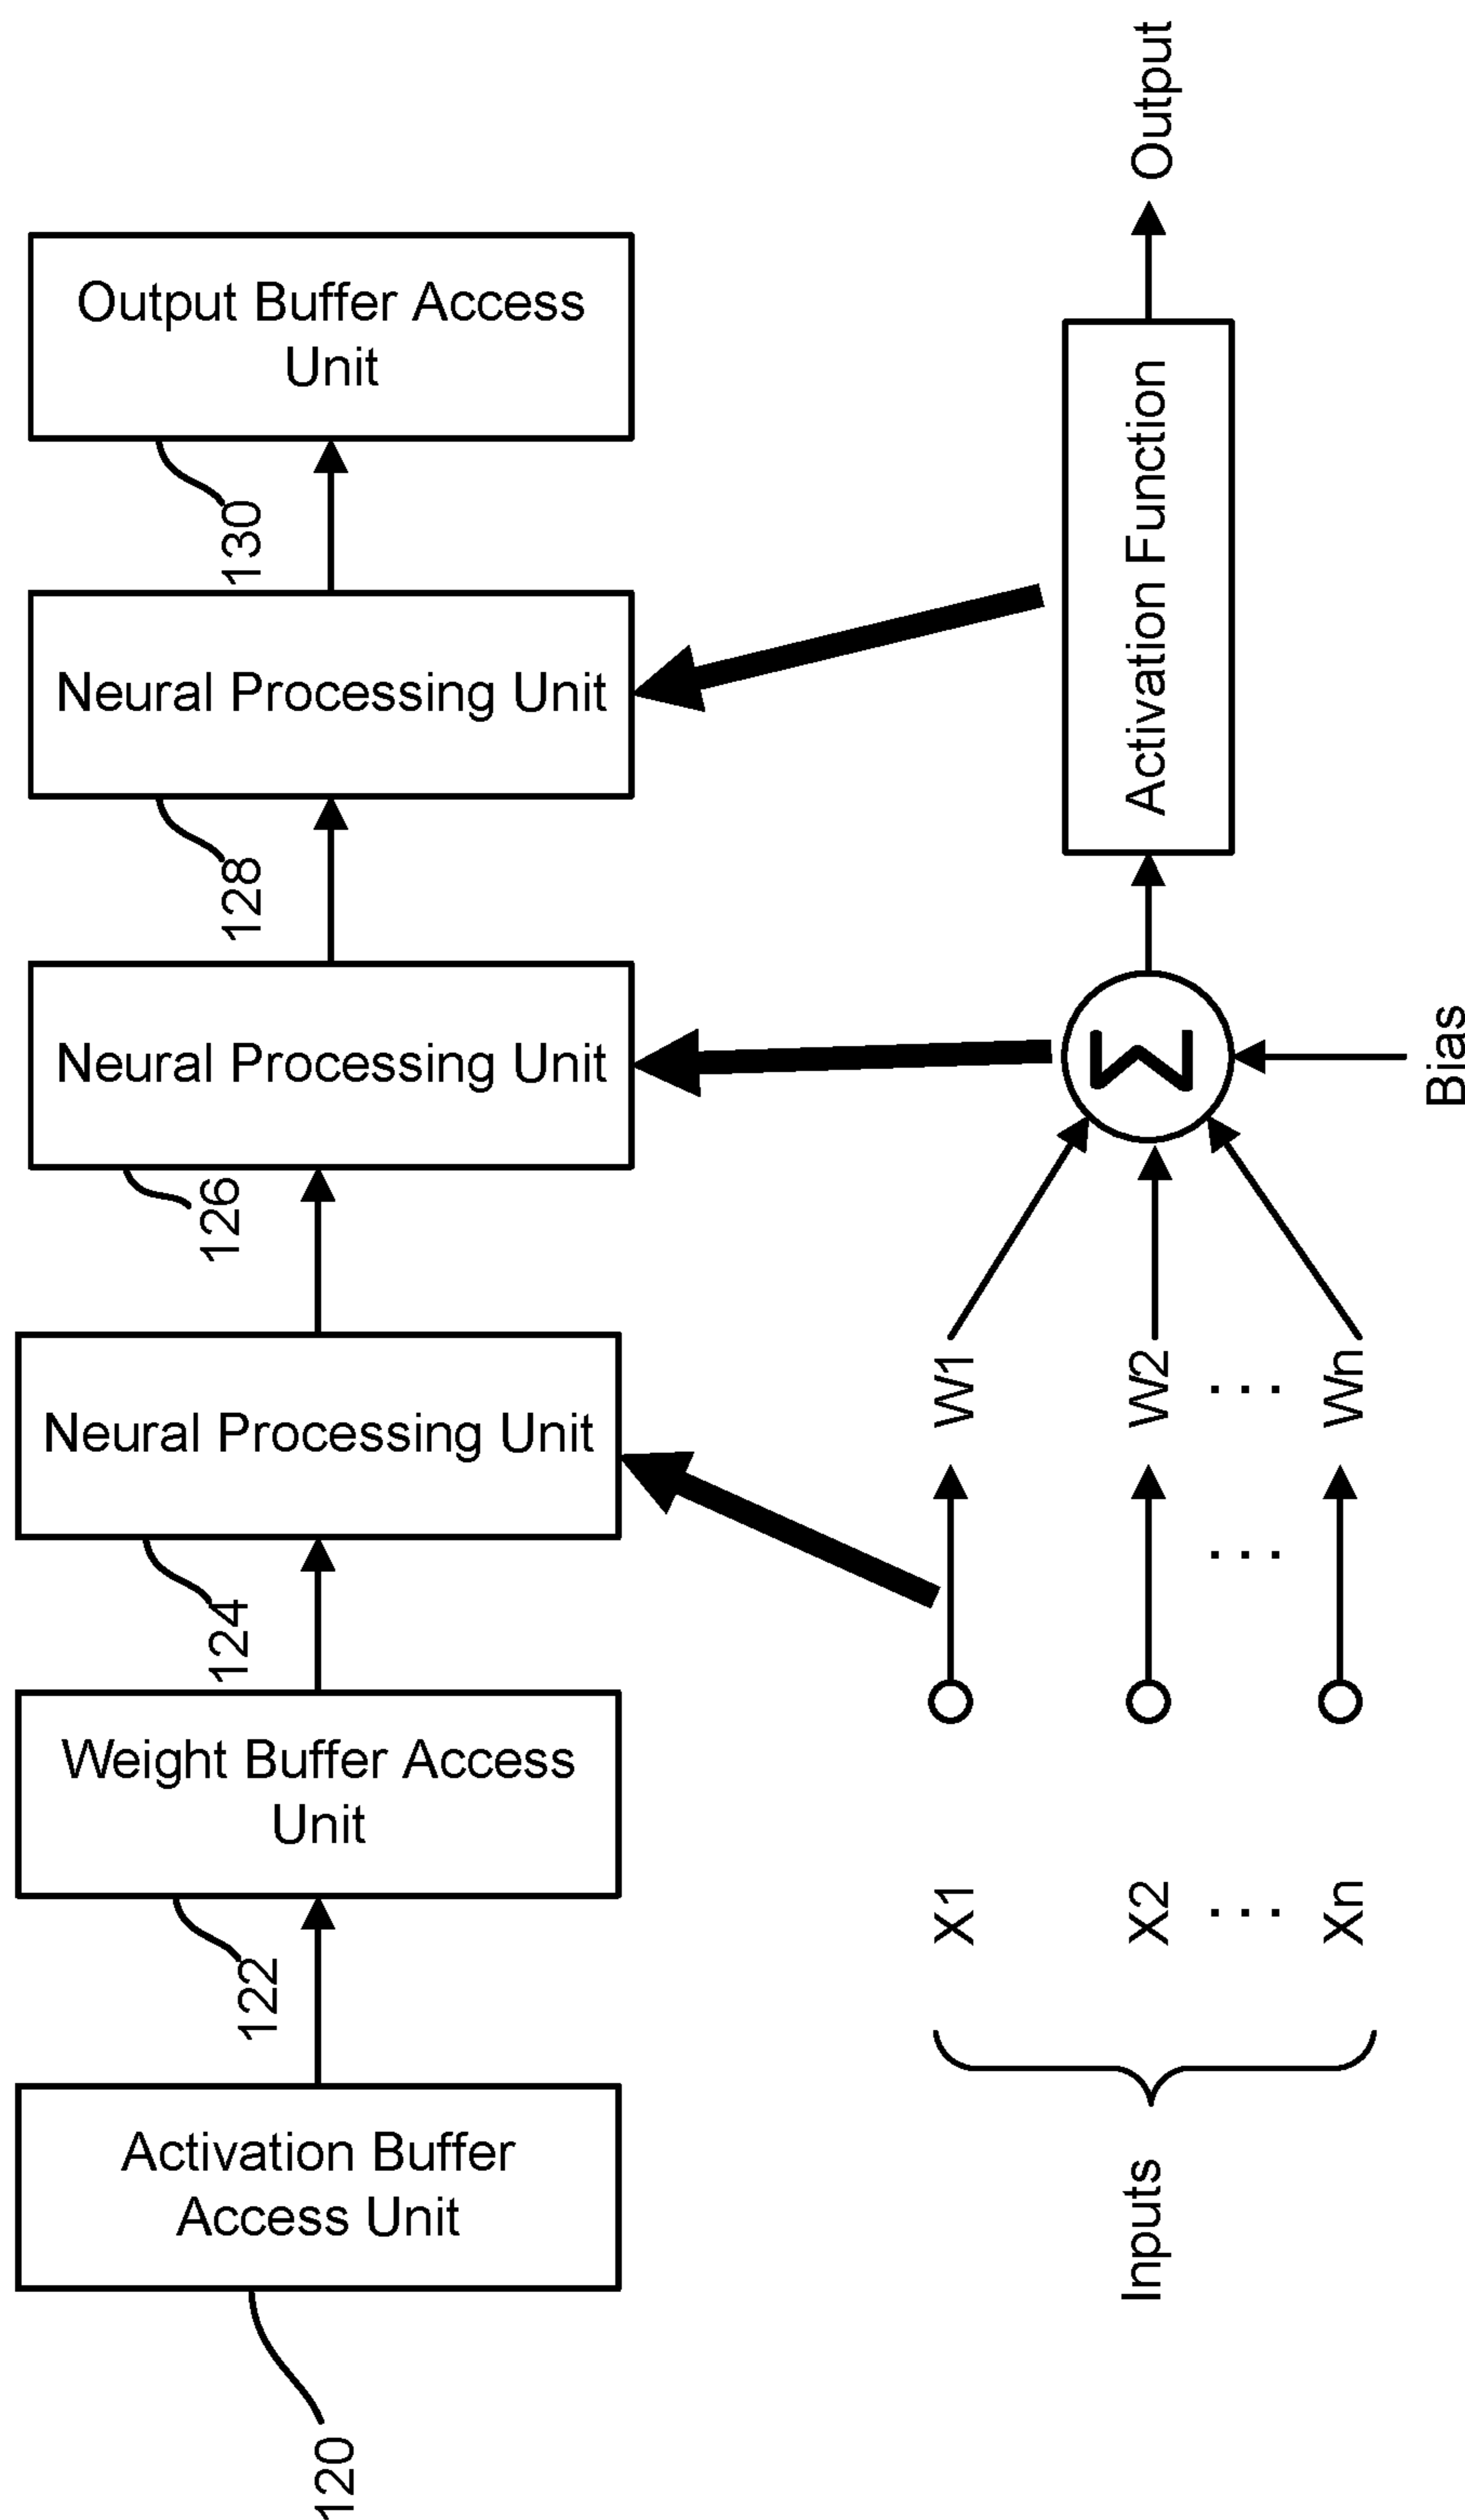 Output Buffer Access
Unit
130
Neural Processing Unit
128
Neural Processing Unit
126
Neural Processing Unit
124
Weight Buffer Access
Unit
122
Activation Buffer
Access Unit
120
Output
Activation Function
Σ
Bias
W1
W2
...
Wn
...
X1
X2
...
Xn
Inputs